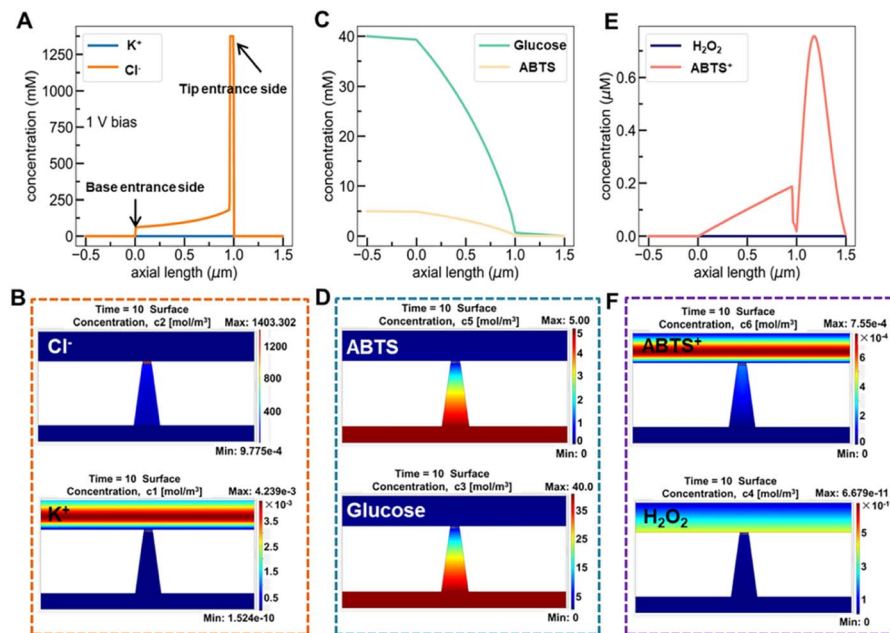 A
K⁺
Cl⁻
Tip entrance side
1 V bias
Base entrance side
concentration (mM)
1250
1000
750
500
250
0
−0.5 0.0 0.5 1.0 1.5
axial length (μm)
C
Glucose
ABTS
concentration (mM)
40
30
20
10
0
−0.5 0.0 0.5 1.0 1.5
axial length (μm)
E
H₂O₂
ABTS⁺
concentration (μM)
0.6
0.4
0.2
0.0
−0.5 0.0 0.5 1.0 1.5
axial length (μm)
B
Time = 10 Surface
Concentration, c2 [mol/m³] Max: 1403.302
Cl⁻
1200
800
400
Min: 9.775e-4
Time = 10 Surface
Concentration, c1 [mol/m³] Max: 4.239e-3
K⁺
×10⁻³
3.5
2.5
1.5
0.5
Min: 1.524e-10
D
Time = 10 Surface
Concentration, c5 [mol/m³] Max: 5.00
ABTS
5
4
3
2
1
0
Min: 0
Time = 10 Surface
Concentration, c3 [mol/m³] Max: 40.0
Glucose
35
25
15
5
Min: 0
F
Time = 10 Surface
Concentration, c6 [mol/m³] Max: 7.55e-4
ABTS⁺
×10⁻⁴
6
4
2
0
Min: 0
Time = 10 Surface
Concentration, c4 [mol/m³] Max: 6.679e-11
H₂O₂
5
3
1
Min: 0